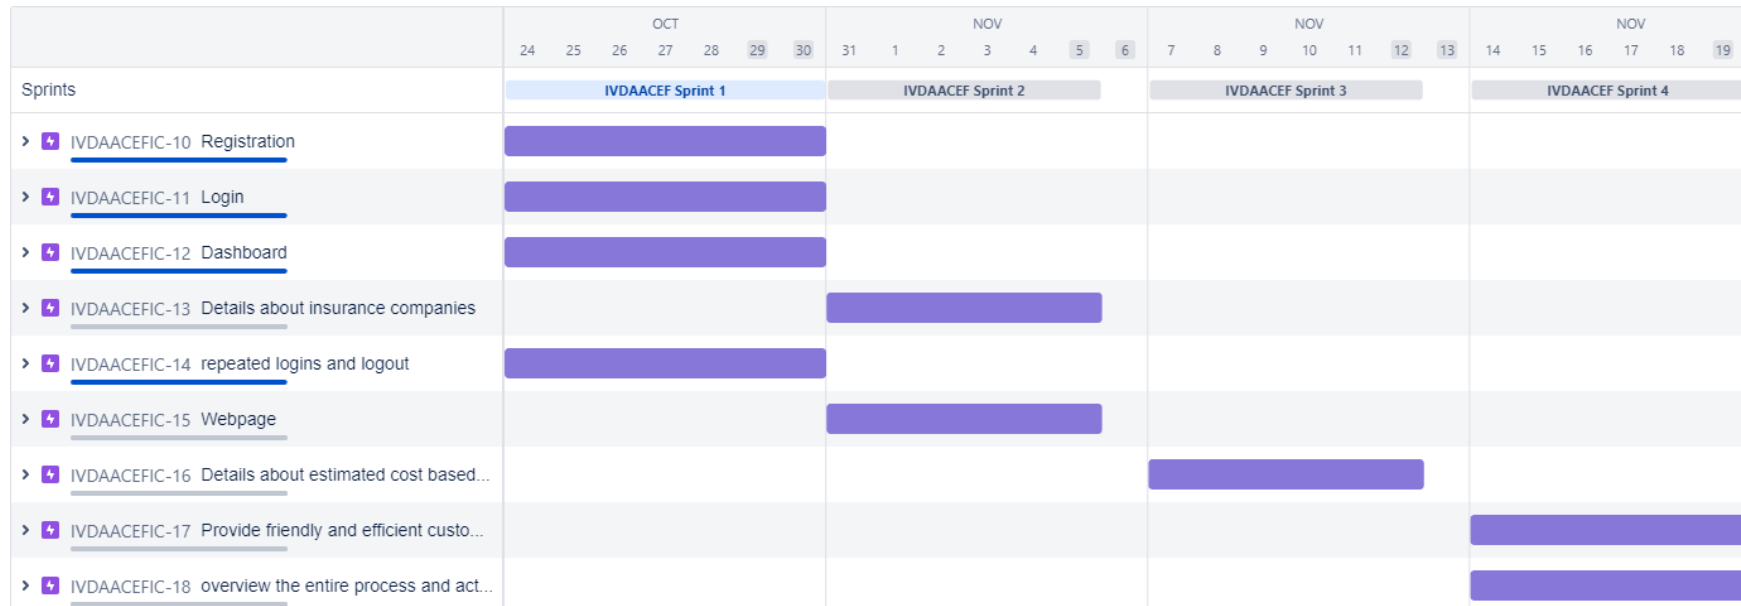 OCT NOV NOV NOV
24 25 26 27 28 29 30 31 1 2 3 4 5 6 7 8 9 10 11 12 13 14 15 16 17 18 19
Sprints IVDAACEF Sprint 1 IVDAACEF Sprint 2 IVDAACEF Sprint 3 IVDAACEF Sprint 4
IVDAACEFIC-10 Registration
IVDAACEFIC-11 Login
IVDAACEFIC-12 Dashboard
IVDAACEFIC-13 Details about insurance companies
IVDAACEFIC-14 repeated logins and logout
IVDAACEFIC-15 Webpage
IVDAACEFIC-16 Details about estimated cost based...
IVDAACEFIC-17 Provide friendly and efficient custo...
IVDAACEFIC-18 overview the entire process and act...